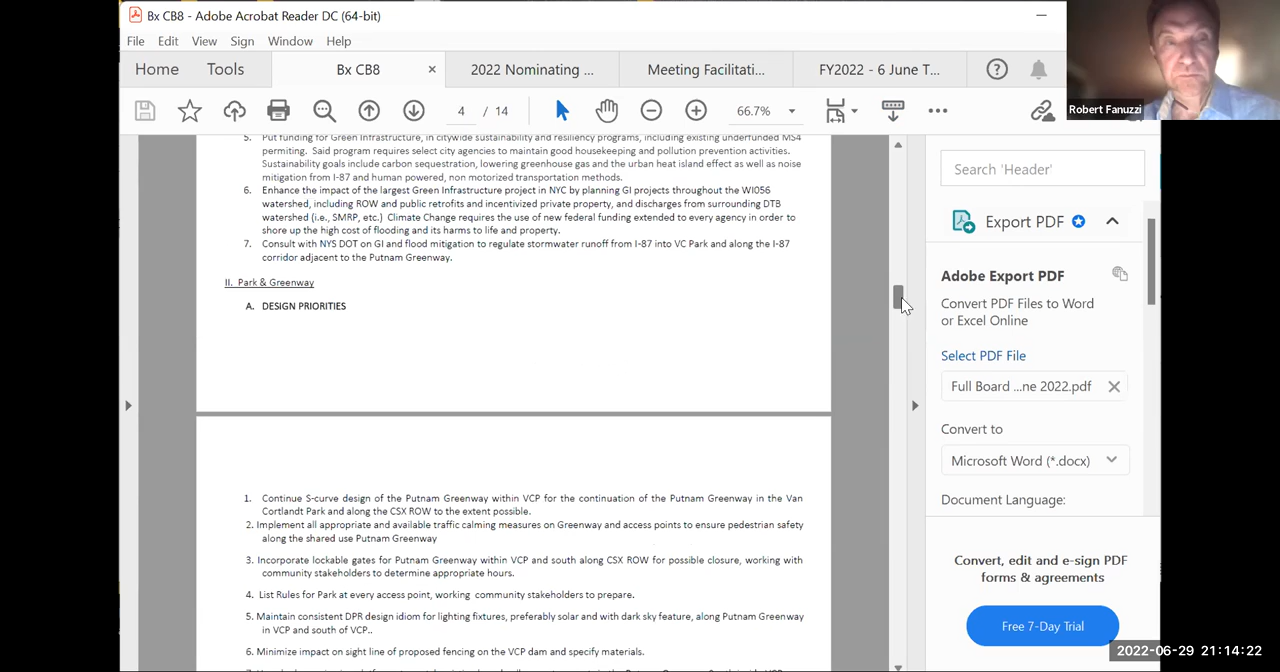 Bx CB8 - Adobe Acrobat Reader DC (64-bit)
File Edit View Sign Window Help
Home Tools Bx CB8 × 2022 Nominating ... Meeting Facilitati... FY2022 - 6 June T...
4 / 14 66.7%
Robert Fanuzzi
5. Put funding for Green Infrastructure, in citywide sustainability and resiliency programs, including existing underfunded MS4
permiting. Said program requires select city agencies to maintain good housekeeping and pollution prevention activities.
Sustainability goals include carbon sequestration, lowering greenhouse gas and the urban heat island effect as well as noise
mitigation from I-87 and human powered, non motorized transportation methods.
6. Enhance the impact of the largest Green Infrastructure project in NYC by planning GI projects throughout the WI056
watershed, including ROW and public retrofits and incentivized private property, and discharges from surrounding DTB
watershed (i.e., SMRP, etc.) Climate Change requires the use of new federal funding extended to every agency in order to
shore up the high cost of flooding and its harms to life and property.
7. Consult with NYS DOT on GI and flood mitigation to regulate stormwater runoff from I-87 into VC Park and along the I-87
corridor adjacent to the Putnam Greenway.
II. Park & Greenway
A. DESIGN PRIORITIES
1. Continue S-curve design of the Putnam Greenway within VCP for the continuation of the Putnam Greenway in the Van
Cortlandt Park and along the CSX ROW to the extent possible.
2. Implement all appropriate and available traffic calming measures on Greenway and access points to ensure pedestrian safety
along the shared use Putnam Greenway
3. Incorporate lockable gates for Putnam Greenway within VCP and south along CSX ROW for possible closure, working with
community stakeholders to determine appropriate hours.
4. List Rules for Park at every access point, working community stakeholders to prepare.
5. Maintain consistent DPR design idiom for lighting fixtures, preferably solar and with dark sky feature, along Putnam Greenway
in VCP and south of VCP..
6. Minimize impact on sight line of proposed fencing on the VCP dam and specify materials.
Search 'Header'
Export PDF
Adobe Export PDF
Convert PDF Files to Word
or Excel Online
Select PDF File
Full Board ...ne 2022.pdf
Convert to
Microsoft Word (*.docx)
Document Language:
Convert, edit and e-sign PDF
forms & agreements
Free 7-Day Trial
2022-06-29 21:14:22